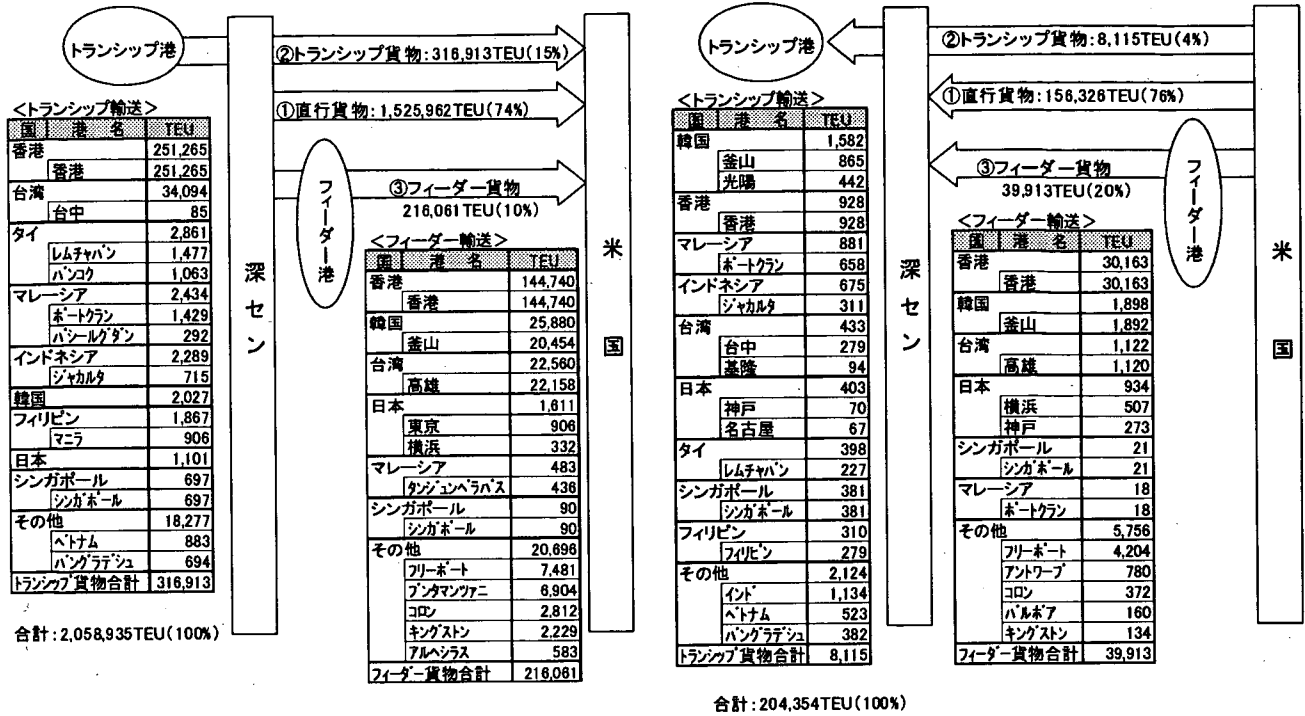 トランシップ港
②トランシップ貨物:316,913TEU(15%)
①直行貨物:1,525,962TEU(74%)
③フィーダー貨物
216,061TEU(10%)
フィーダー港
深セン
米国
<トランシップ輸送>
国 港 名 TEU
香港 251,265
香港 251,265
台湾 34,094
台中 85
タイ 2,861
レムチャバン 1,477
バンコク 1,063
マレーシア 2,434
ポートクラン 1,429
パシールグダン 292
インドネシア 2,289
ジャカルタ 715
韓国 2,027
フィリピン 1,867
マニラ 906
日本 1,101
シンガポール 697
シンガポール 697
その他 18,277
ベトナム 883
バングラデシュ 694
トランシップ貨物合計 316,913
合計:2,058,935TEU(100%)
<フィーダー輸送>
国 港 名 TEU
香港 144,740
香港 144,740
韓国 25,880
釜山 20,454
台湾 22,560
高雄 22,158
日本 1,611
東京 906
横浜 332
マレーシア 483
タンジュンペラパス 436
シンガポール 90
シンガポール 90
その他 20,696
フリーポート 7,481
プンタマンツァニ 6,904
コロン 2,812
キングストン 2,229
アルヘシラス 583
フィーダー貨物合計 216,061
トランシップ港
②トランシップ貨物:8,115TEU(4%)
①直行貨物:156,326TEU(76%)
③フィーダー貨物
39,913TEU(20%)
フィーダー港
深セン
米国
<トランシップ輸送>
国 港 名 TEU
韓国 1,582
釜山 865
光陽 442
香港 928
香港 928
マレーシア 881
ポートクラン 658
インドネシア 675
ジャカルタ 311
台湾 433
台中 279
基隆 94
日本 403
神戸 70
名古屋 67
タイ 398
レムチャバン 227
シンガポール 381
シンガポール 381
フィリピン 310
フィリピン 279
その他 2,124
インド 1,134
ベトナム 523
バングラデシュ 382
トランシップ貨物合計 8,115
<フィーダー輸送>
国 港 名 TEU
香港 30,163
香港 30,163
韓国 1,898
釜山 1,892
台湾 1,122
高雄 1,120
日本 934
横浜 507
神戸 273
シンガポール 21
シンガポール 21
マレーシア 18
ポートクラン 18
その他 5,756
フリーポート 4,204
アントワープ 780
コロン 372
バルボア 160
キングストン 134
フィーダー貨物合計 39,913
合計:204,354TEU(100%)